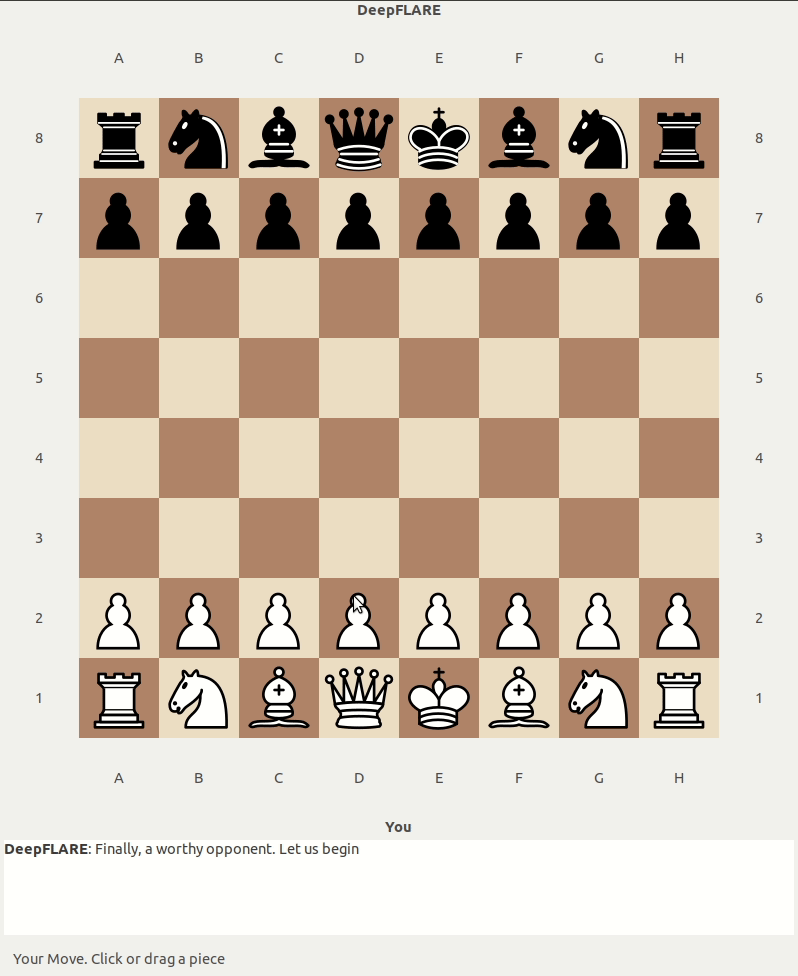 DeepFLARE
A B C D E F G H
8 8
7 7
6 6
5 5
4 4
3 3
2 2
1 1
A B C D E F G H
You
DeepFLARE: Finally, a worthy opponent. Let us begin
Your Move. Click or drag a piece